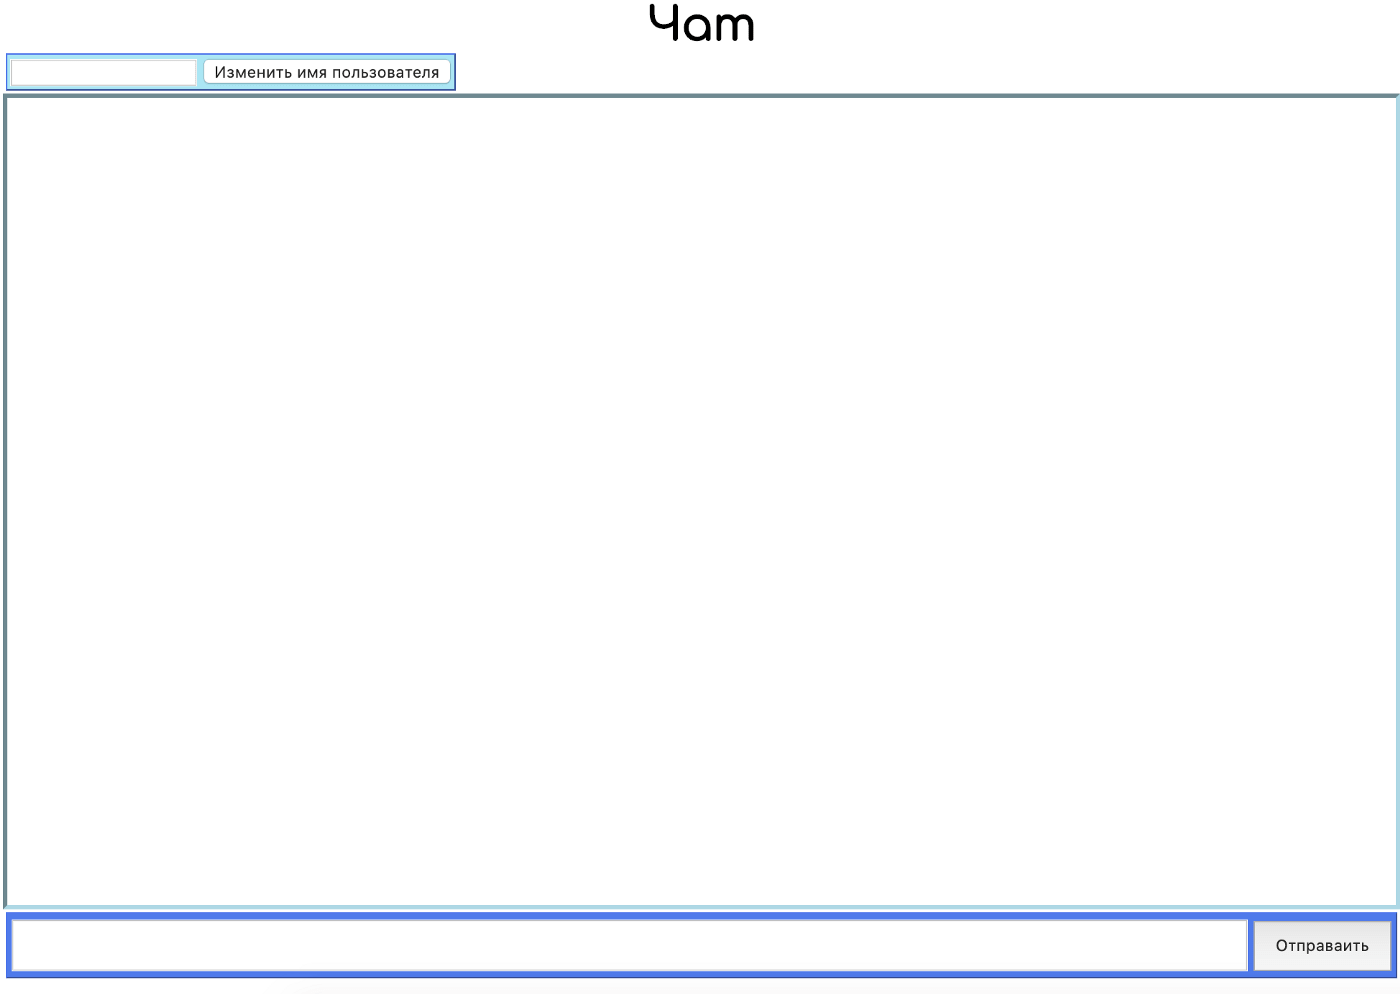 Чат
Изменить имя пользователя
Отправаить